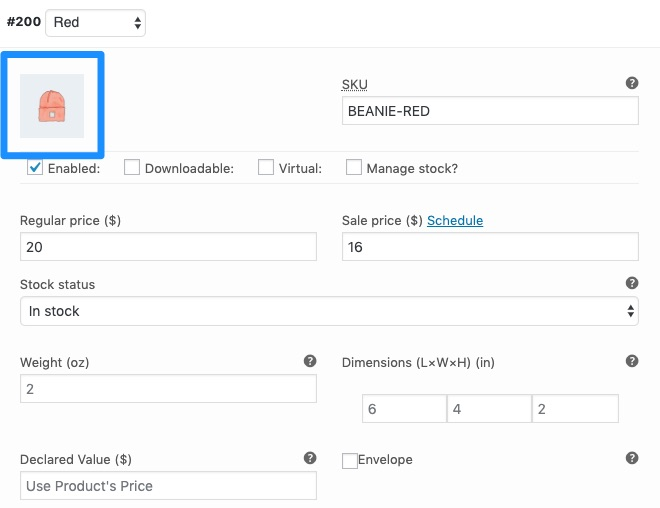 #200 Red
SKU
BEANIE-RED
Enabled: Downloadable: Virtual: Manage stock?
Regular price ($) Sale price ($) Schedule
20 16
Stock status
In stock
Weight (oz) Dimensions (L×W×H) (in)
2 6 4 2
Declared Value ($) Envelope
Use Product's Price